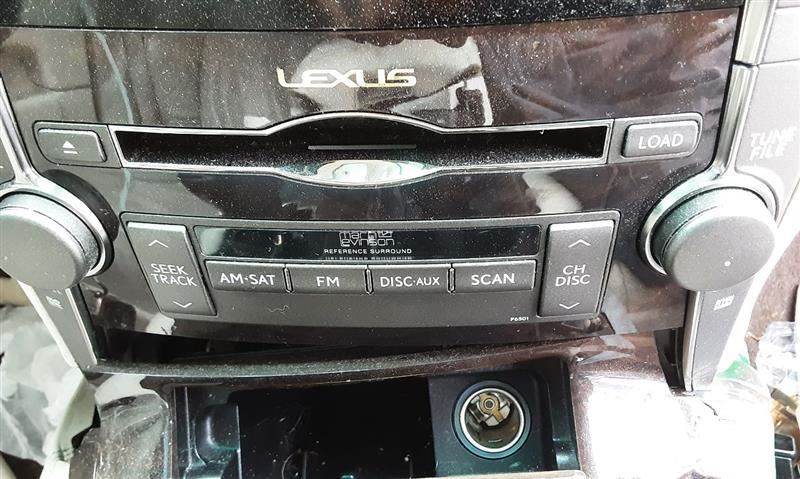 LEXUS
LOAD
TUNE
FILE
mark
levinson
REFERENCE SURROUND
SEEK
TRACK
AM·SAT
FM
DISC·AUX
SCAN
CH
DISC
P6501